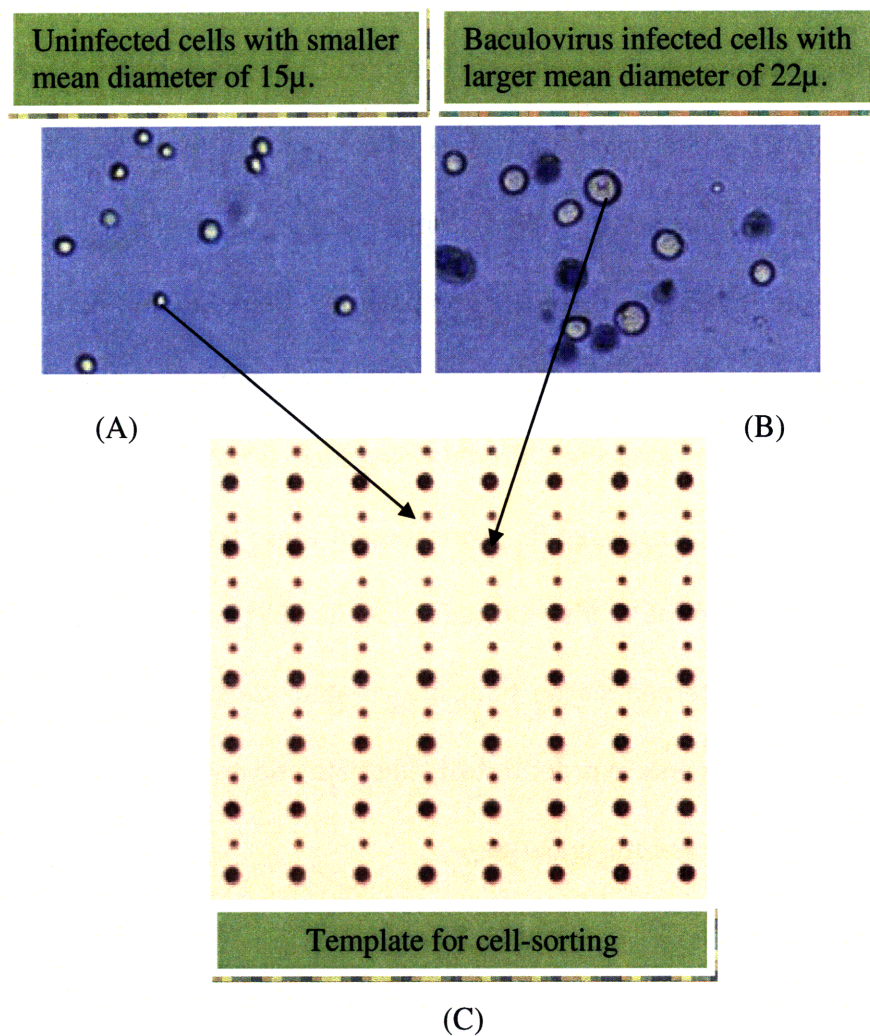 Uninfected cells with smaller
mean diameter of 15μ.
Baculovirus infected cells with
larger mean diameter of 22μ.
(A)
(B)
Template for cell-sorting
(C)